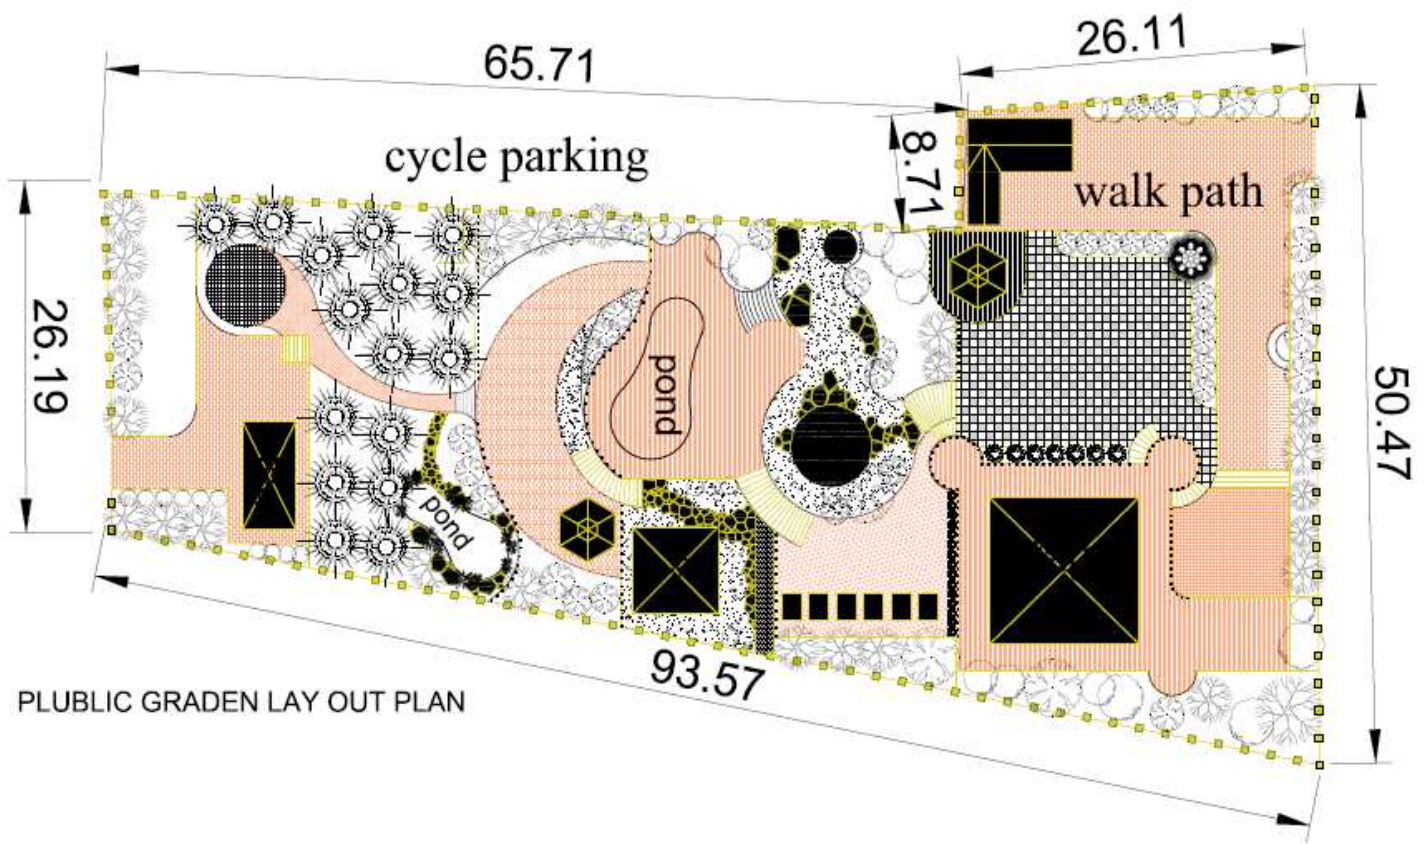 26.11
65.71
cycle parking
8.71
walk path
26.19
pond
50.47
pond
93.57
PLUBLIC GRADEN LAY OUT PLAN